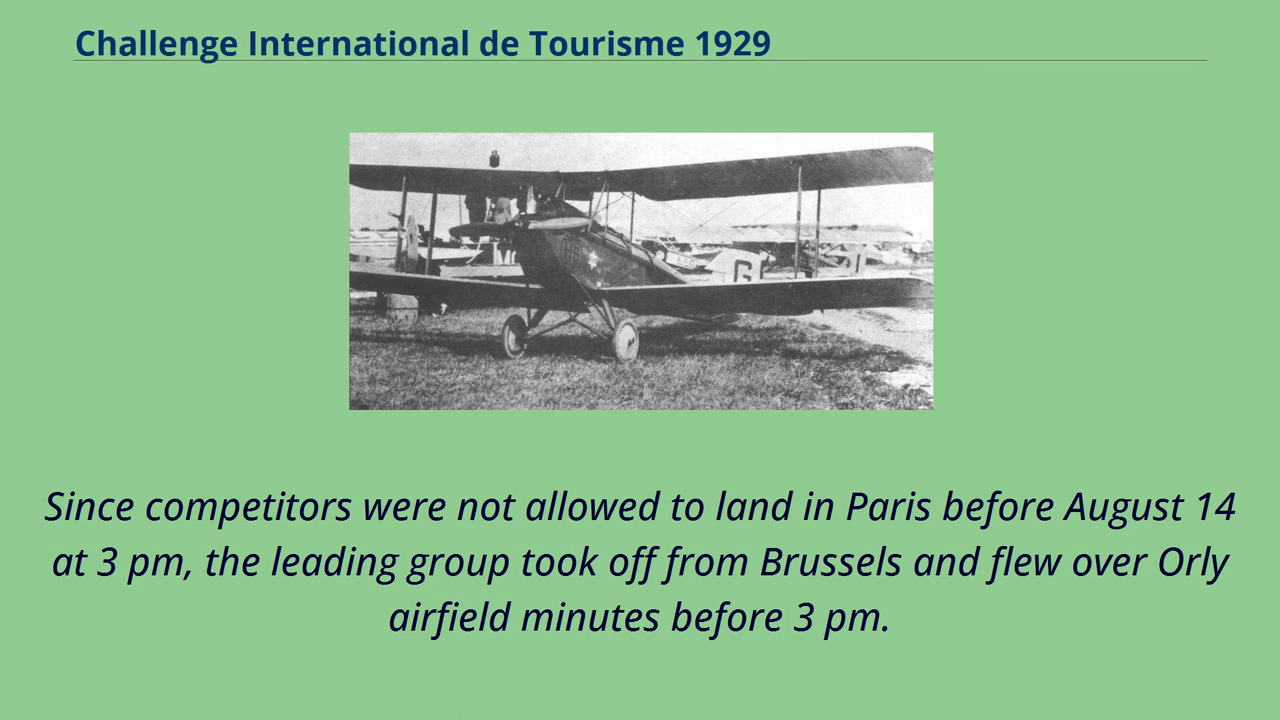 Challenge International de Tourisme 1929
G
Since competitors were not allowed to land in Paris before August 14
at 3 pm, the leading group took off from Brussels and flew over Orly
airfield minutes before 3 pm.